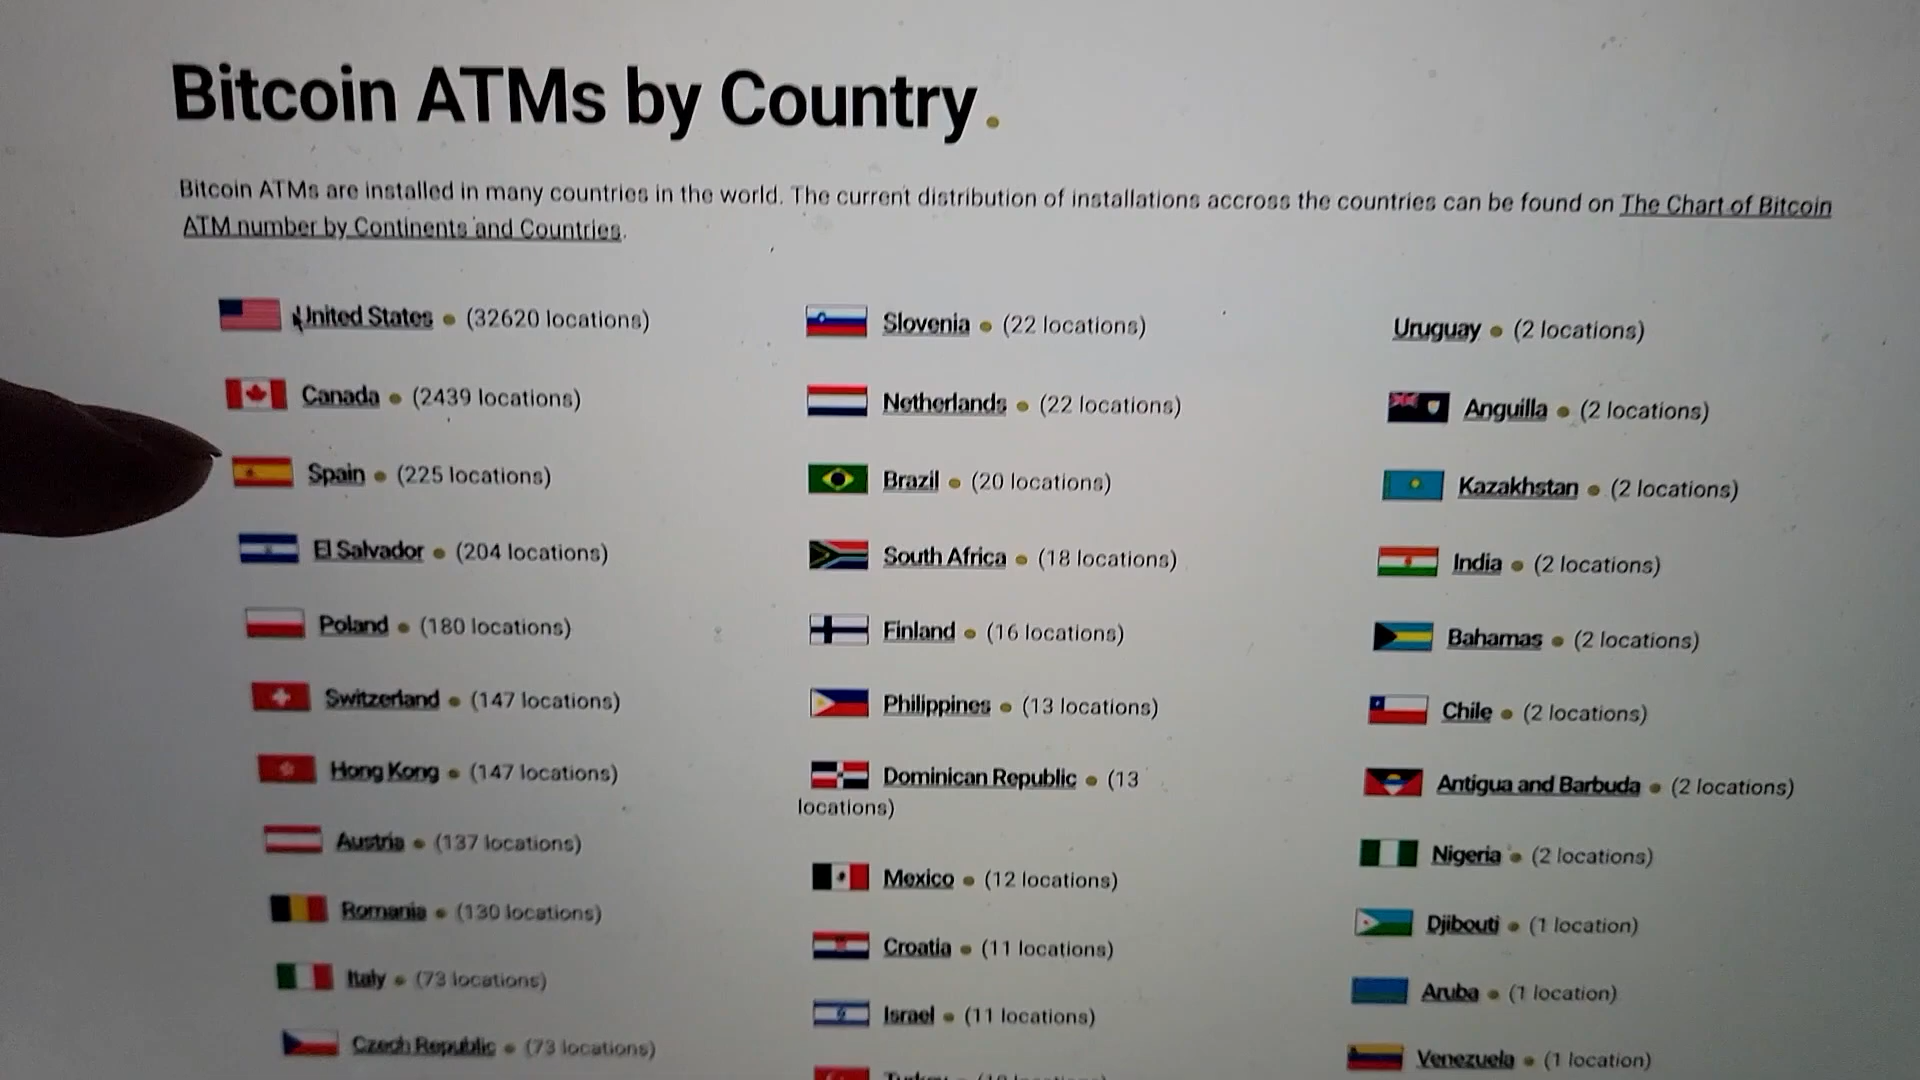 Bitcoin ATMs by Country.
Bitcoin ATMs are installed in many countries in the world. The current distribution of installations accross the countries can be found on The Chart of Bitcoin
ATM number by Continents and Countries.
United States • (32620 locations)
Canada • (2439 locations)
Spain • (225 locations)
El Salvador • (204 locations)
Poland • (180 locations)
Switzerland • (147 locations)
Hong Kong • (147 locations)
Austria • (137 locations)
Romania • (130 locations)
Italy • (73 locations)
Czech Republic • (73 locations)
Slovenia • (22 locations)
Netherlands • (22 locations)
Brazil • (20 locations)
South Africa • (18 locations)
Finland • (16 locations)
Philippines • (13 locations)
Dominican Republic • (13
locations)
Mexico • (12 locations)
Croatia • (11 locations)
Israel • (11 locations)
Uruguay • (2 locations)
Anguilla • (2 locations)
Kazakhstan • (2 locations)
India • (2 locations)
Bahamas • (2 locations)
Chile • (2 locations)
Antigua and Barbuda • (2 locations)
Nigeria • (2 locations)
Djibouti • (1 location)
Aruba • (1 location)
Venezuela • (1 location)